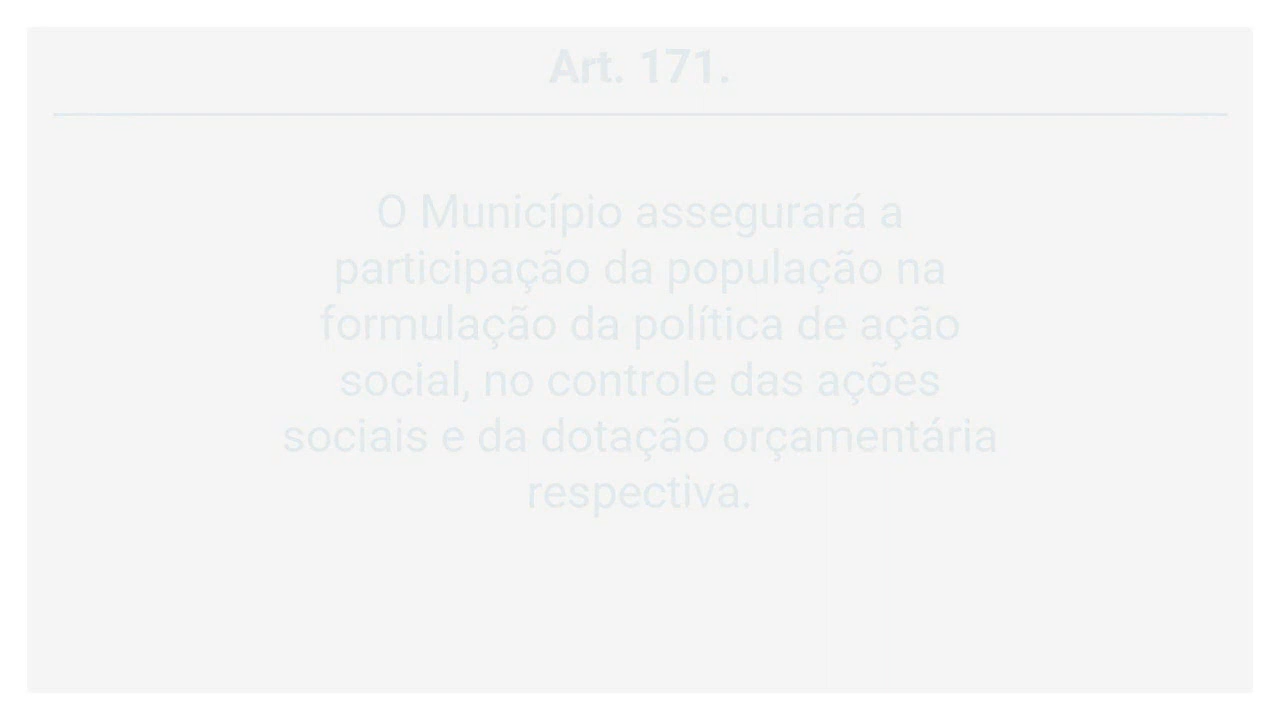 Art. 171.
O Município assegurará a
participação da população na
formulação da política de ação
social, no controle das ações
sociais e da dotação orçamentária
respectiva.